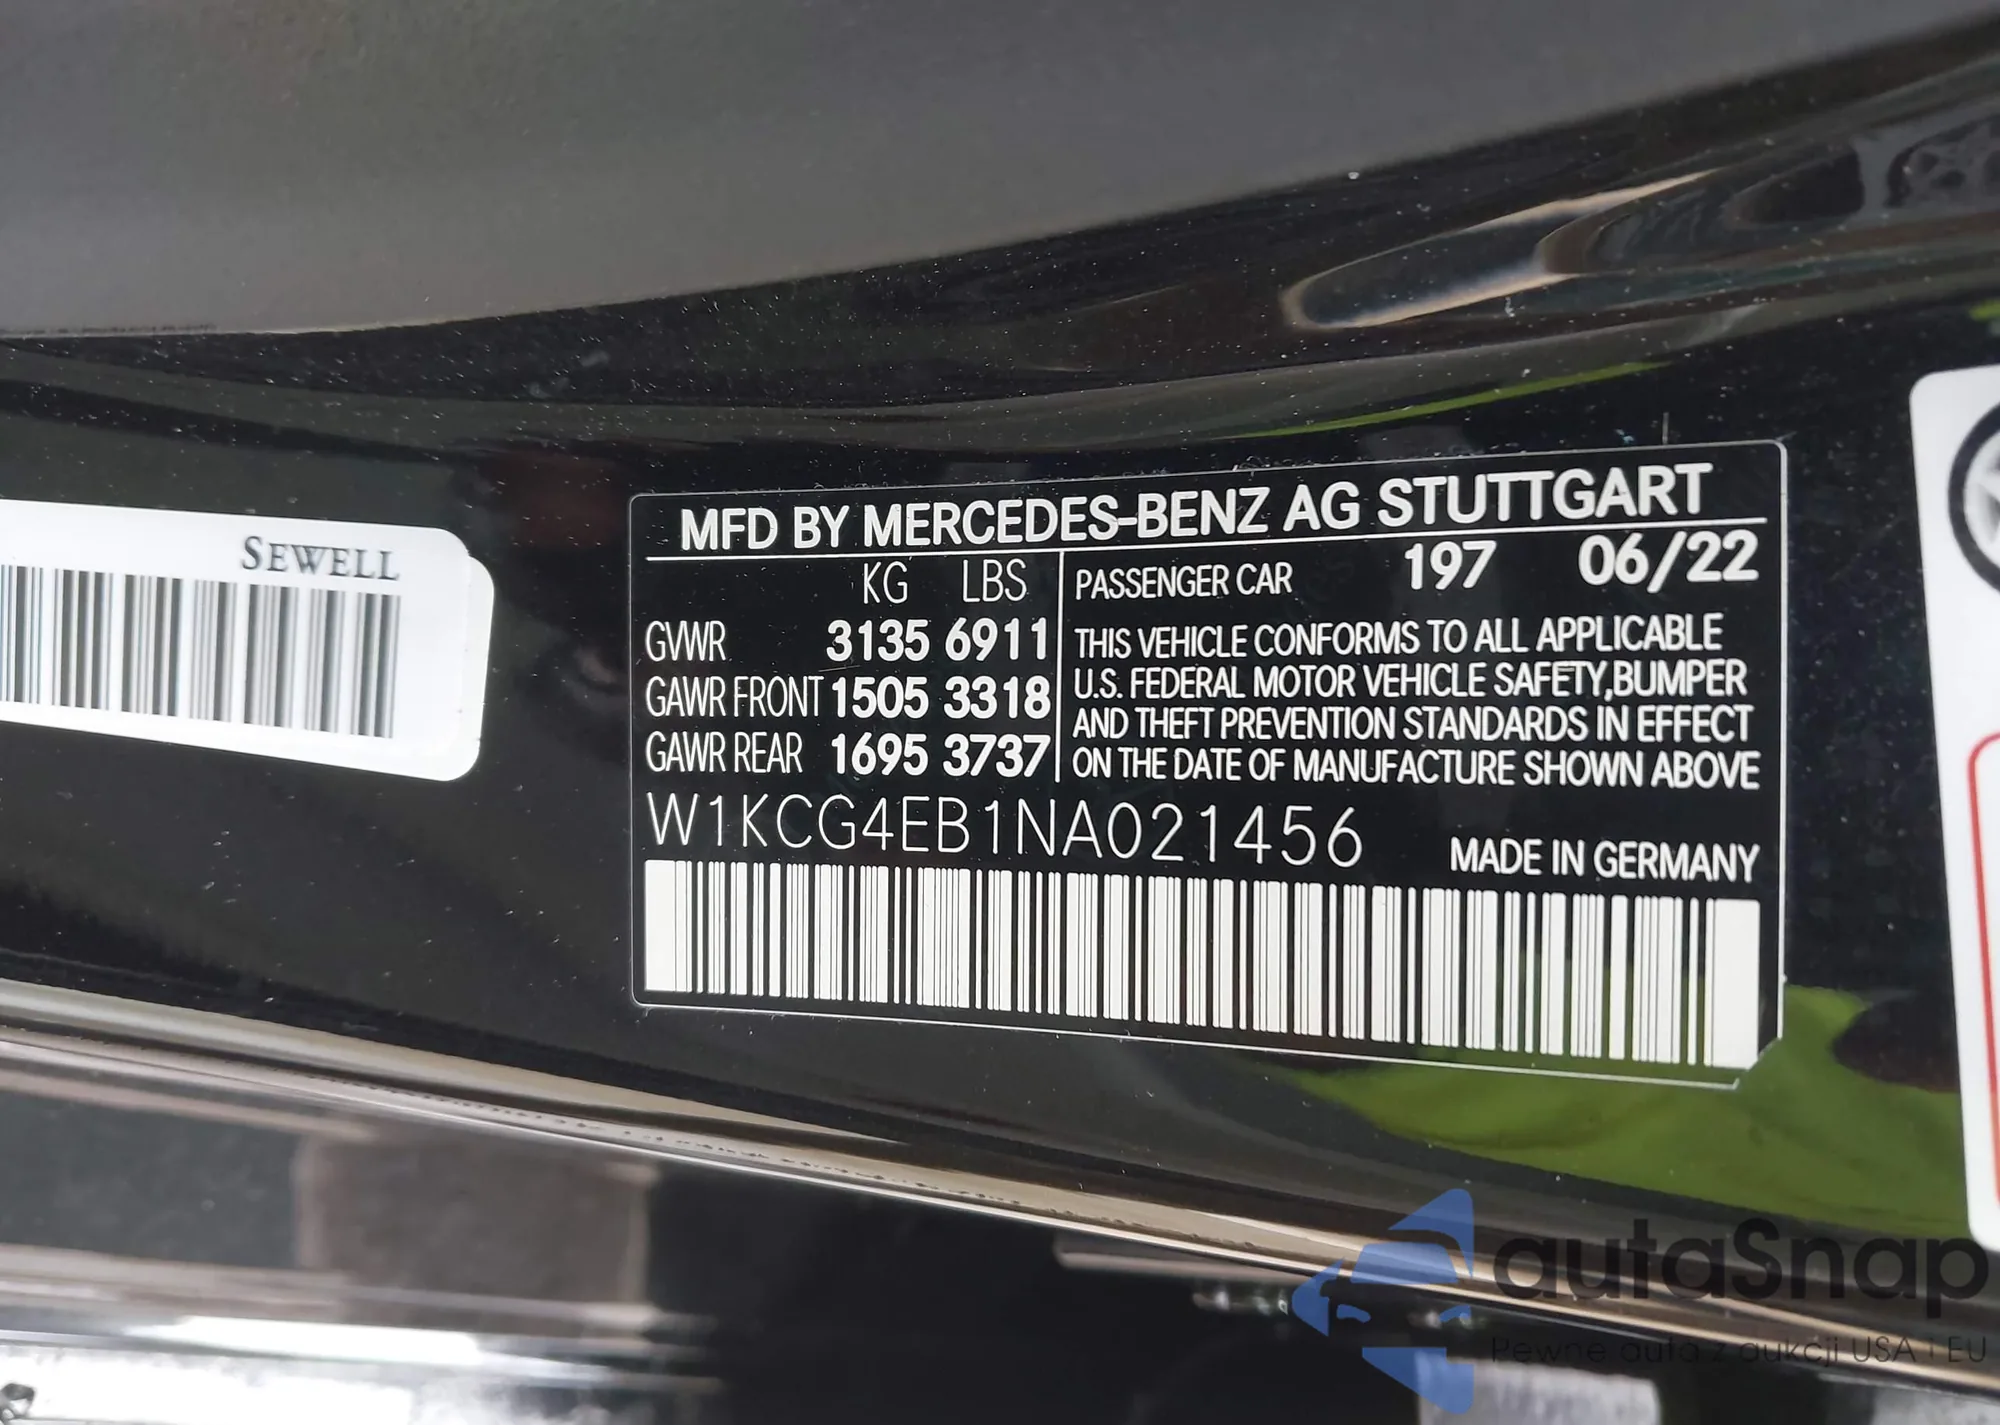 SEWELL
MFD BY MERCEDES-BENZ AG STUTTGART
KG LBS
GVWR 3135 6911
GAWR FRONT 1505 3318
GAWR REAR 1695 3737
PASSENGER CAR 197 06/22
THIS VEHICLE CONFORMS TO ALL APPLICABLE
U.S. FEDERAL MOTOR VEHICLE SAFETY,BUMPER
AND THEFT PREVENTION STANDARDS IN EFFECT
ON THE DATE OF MANUFACTURE SHOWN ABOVE
W1KCG4EB1NA021456
MADE IN GERMANY
autaSnap
Pewne auta z aukcji USA i EU